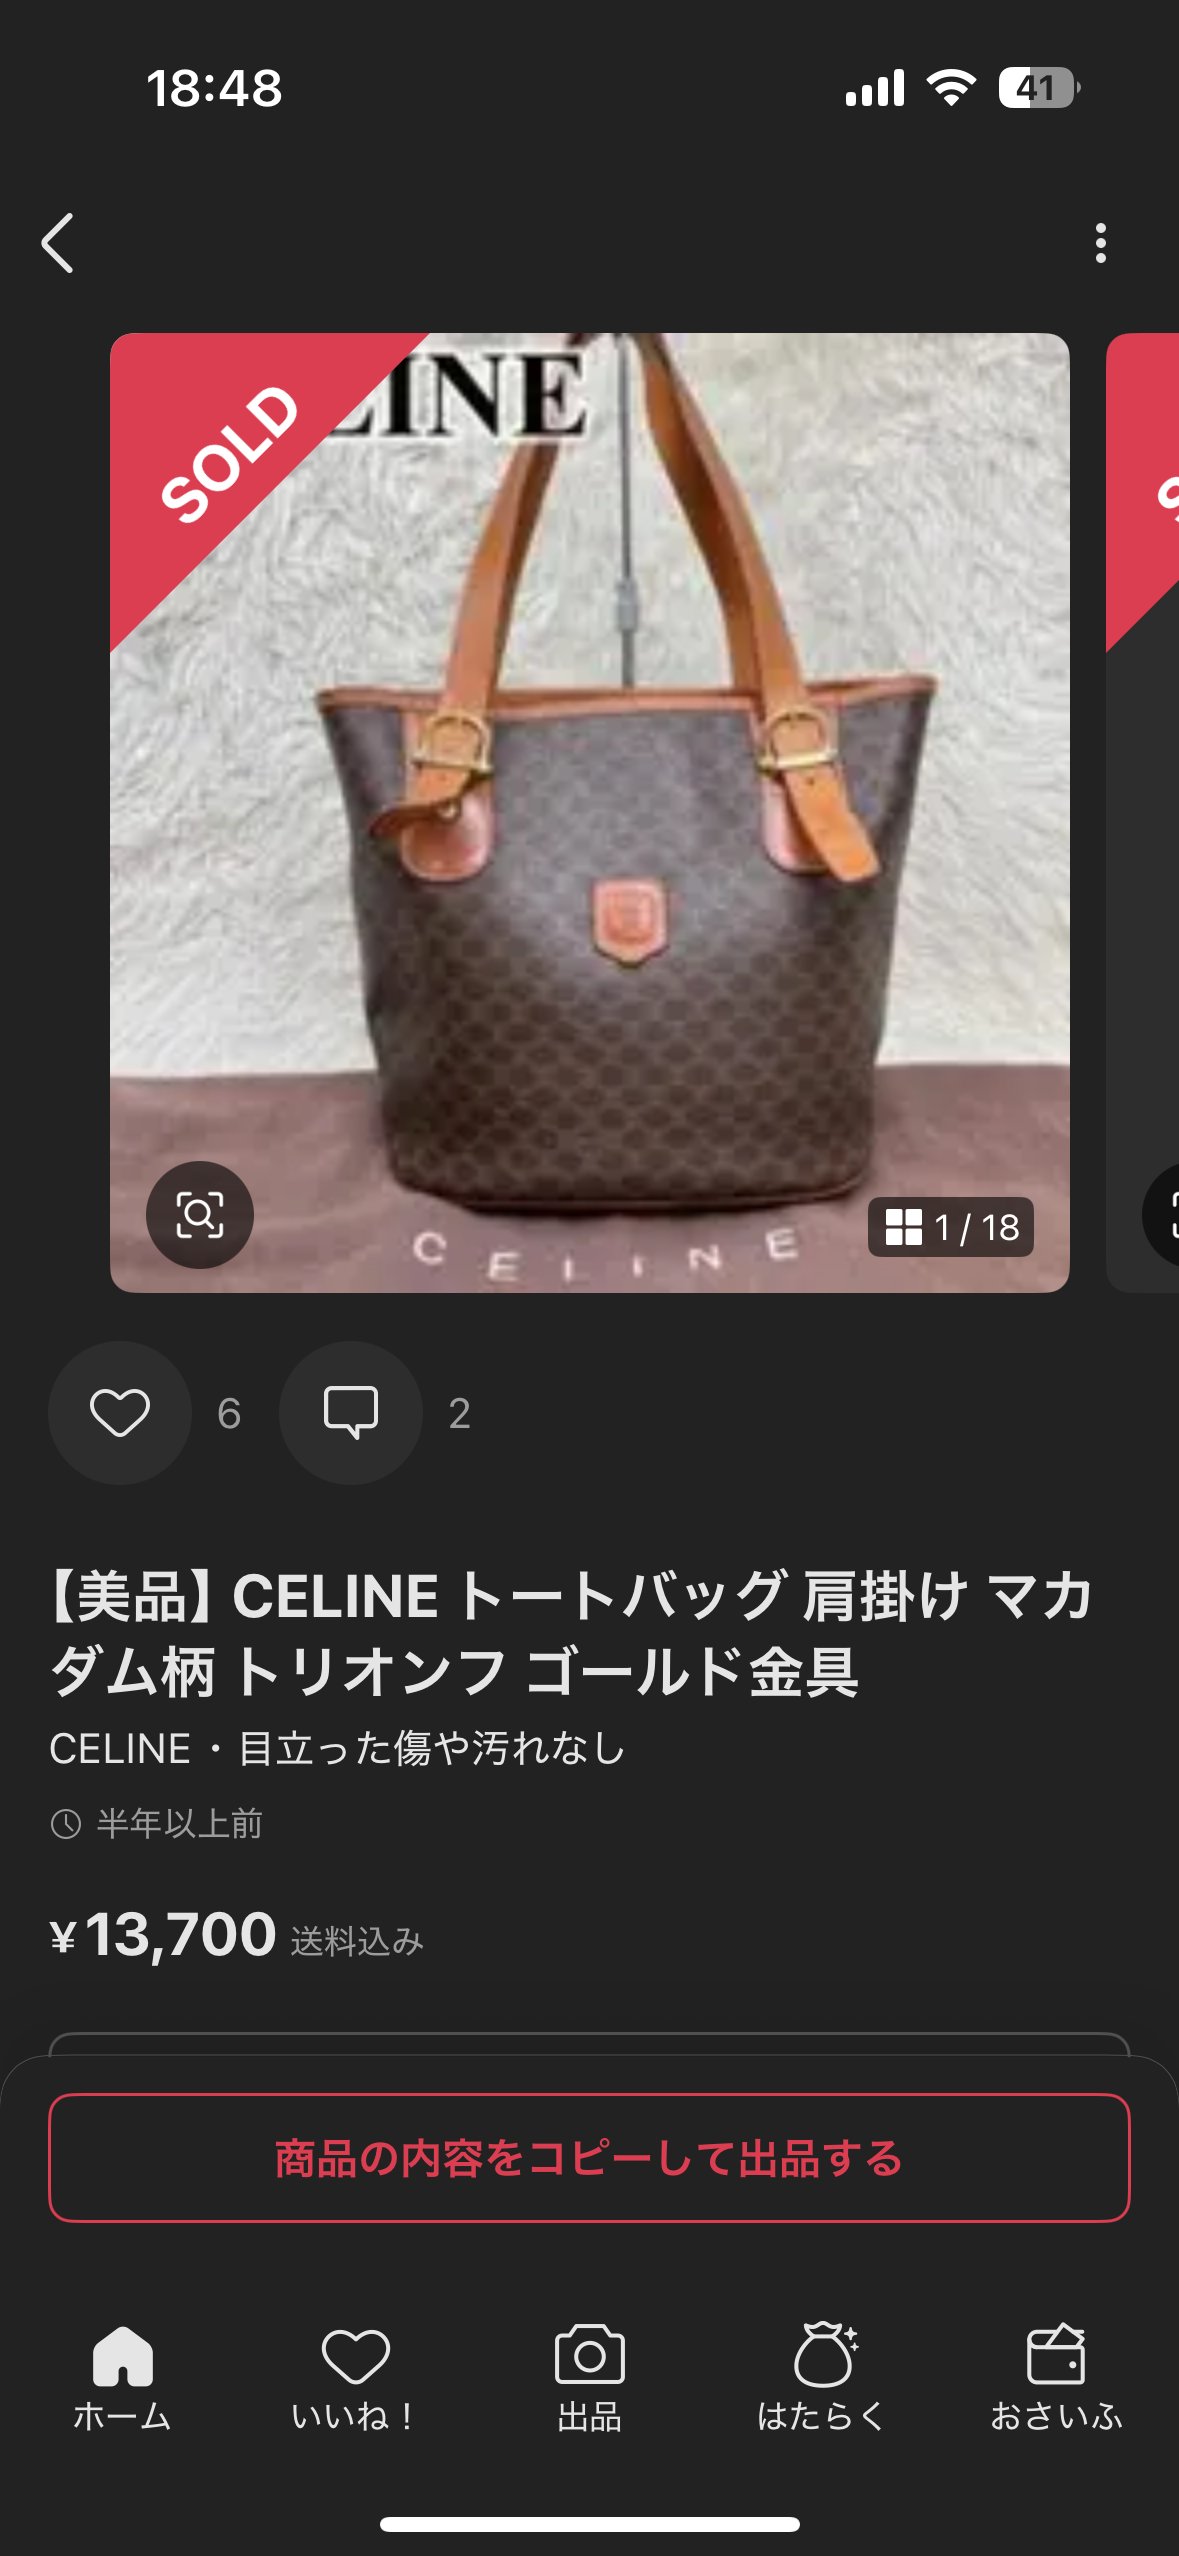 18:48
41
SOLD
LINE
CELINE
1 / 18
6
2
【美品】CELINE トートバッグ 肩掛け マカ
ダム柄 トリオンフ ゴールド金具
CELINE・目立った傷や汚れなし
半年以上前
¥13,700 送料込み
商品の内容をコピーして出品する
ホーム
いいね！
出品
はたらく
おさいふ